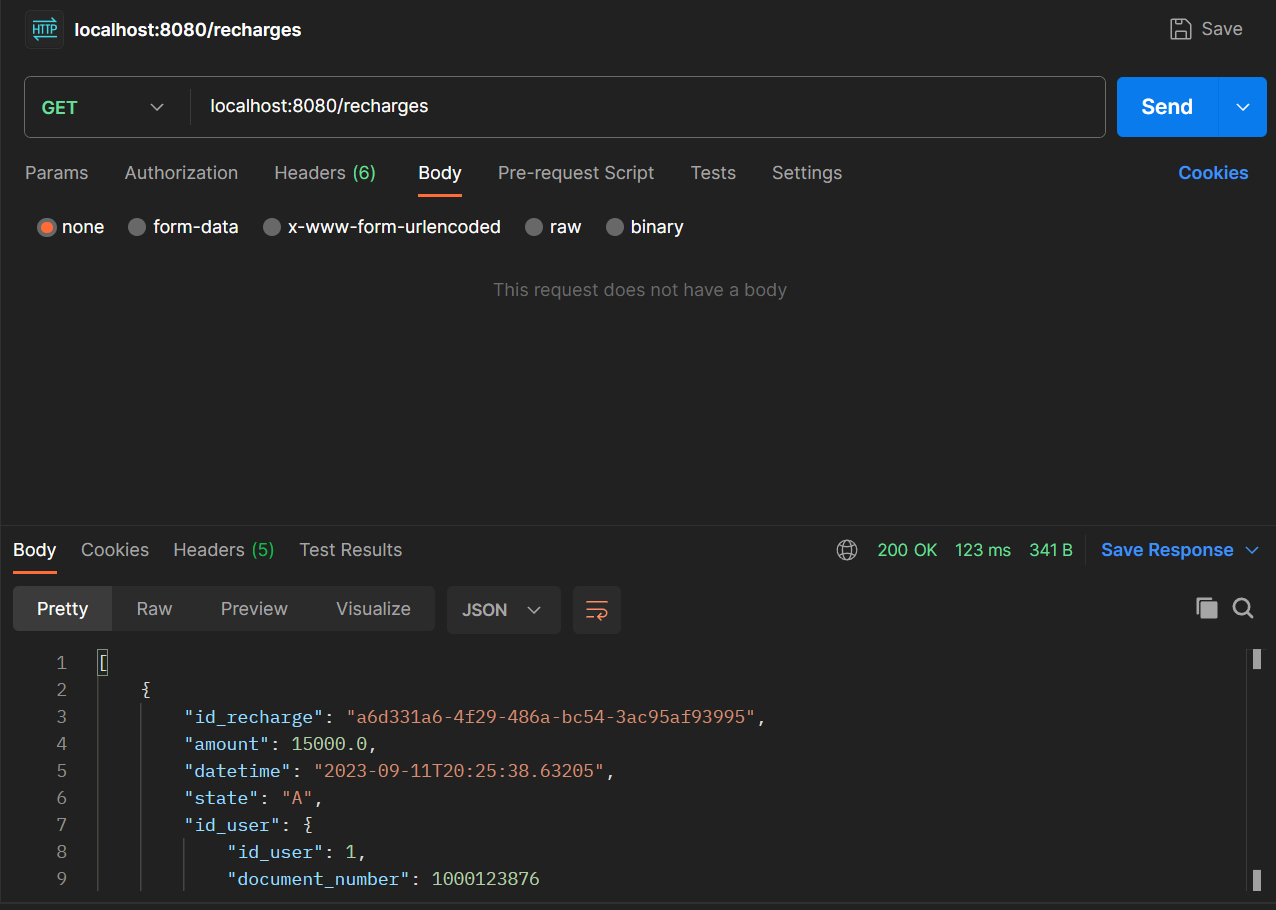 HTTP localhost:8080/recharges Save
GET localhost:8080/recharges Send
Params Authorization Headers (6) Body Pre-request Script Tests Settings Cookies
none form-data x-www-form-urlencoded raw binary
This request does not have a body
Body Cookies Headers (5) Test Results 200 OK 123 ms 341 B Save Response
Pretty Raw Preview Visualize JSON
1 [
2 {
3 "id_recharge": "a6d331a6-4f29-486a-bc54-3ac95af93995",
4 "amount": 15000.0,
5 "datetime": "2023-09-11T20:25:38.63205",
6 "state": "A",
7 "id_user": {
8 "id_user": 1,
9 "document_number": 1000123876